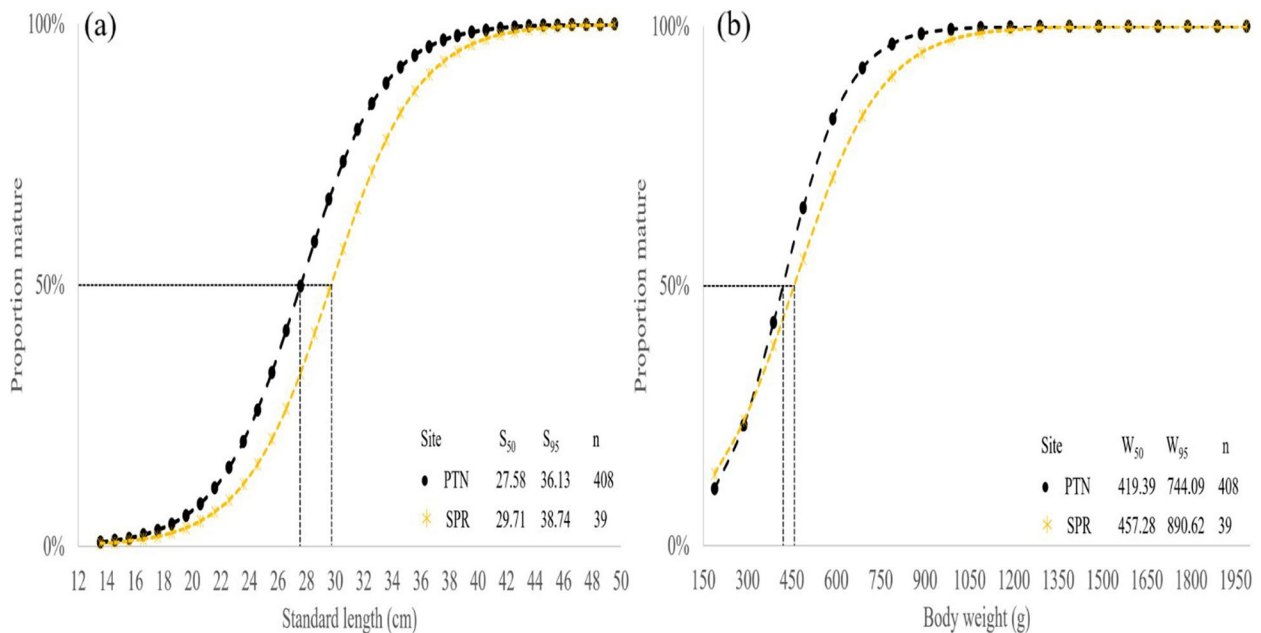 (a)
100%
50%
0%
Proportion mature
Site S50 S95 n
PTN 27.58 36.13 408
SPR 29.71 38.74 39
12 14 16 18 20 22 24 26 28 30 32 34 36 38 40 42 44 46 48 50
Standard length (cm)
(b)
100%
50%
0%
Proportion mature
Site W50 W95 n
PTN 419.39 744.09 408
SPR 457.28 890.62 39
150 300 450 600 750 900 1050 1200 1350 1500 1650 1800 1950
Body weight (g)